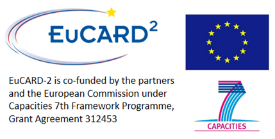 EuCARD²
EuCARD-2 is co-funded by the partners
and the European Commission under
Capacities 7th Framework Programme,
Grant Agreement 312453
7
CAPACITIES